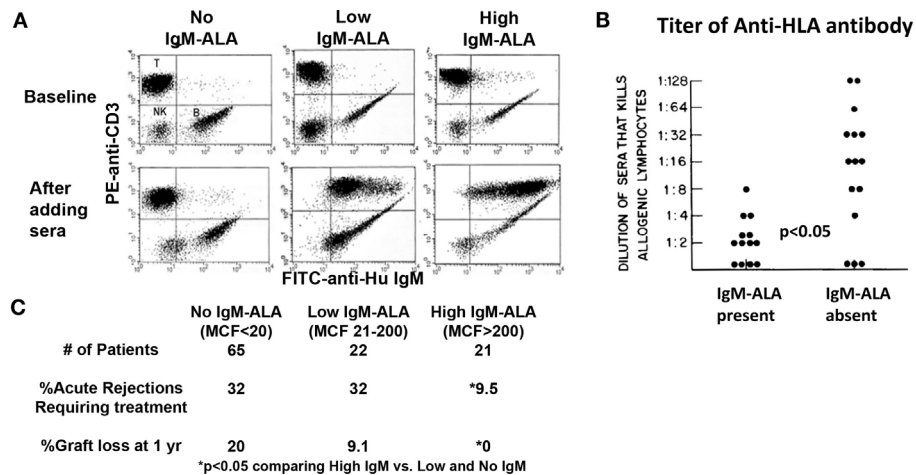 A
No
IgM-ALA
Low
IgM-ALA
High
IgM-ALA
Baseline
After
adding
sera
PE-anti-CD3
T
NK
B
FITC-anti-Hu IgM
B
Titer of Anti-HLA antibody
DILUTION OF SERA THAT KILLS
ALLOGENIC LYMPHOCYTES
1:128
1:64
1:32
1:16
1:8
1:4
1:2
p<0.05
IgM-ALA
present
IgM-ALA
absent
C
No IgM-ALA Low IgM-ALA High IgM-ALA
(MCF<20) (MCF 21-200) (MCF>200)
# of Patients 65 22 21
%Acute Rejections 32 32 *9.5
Requiring treatment
%Graft loss at 1 yr 20 9.1 *0
*p<0.05 comparing High IgM vs. Low and No IgM